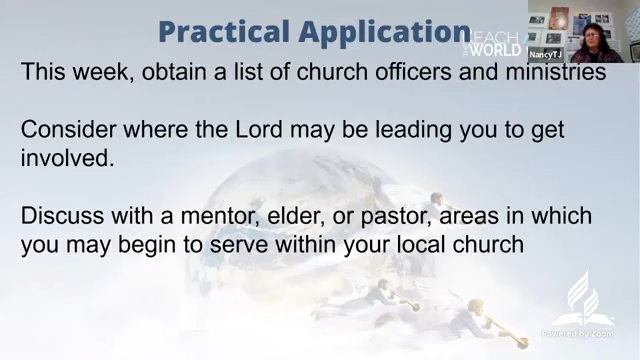 Practical Application
REACH
THE WORLD
NancyTJ
This week, obtain a list of church officers and ministries
Consider where the Lord may be leading you to get
involved.
Discuss with a mentor, elder, or pastor, areas in which
you may begin to serve within your local church
Powered by Zoom